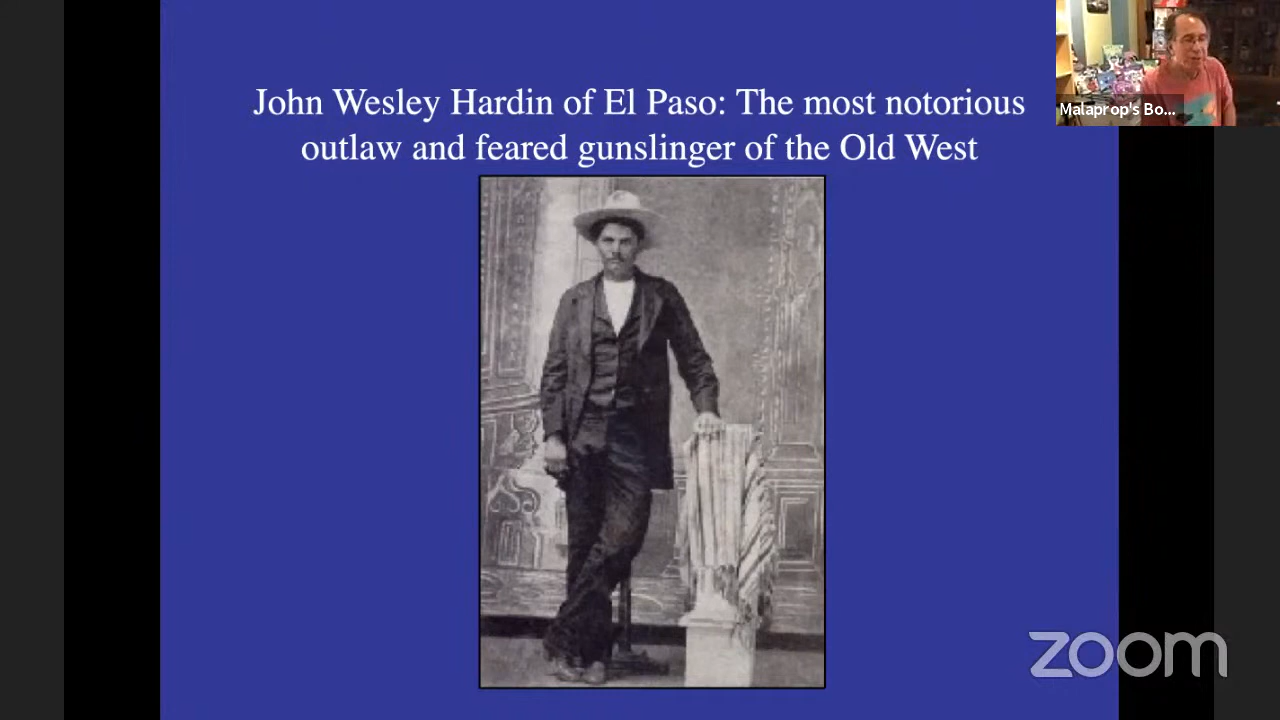 John Wesley Hardin of El Paso: The most notorious
outlaw and feared gunslinger of the Old West
Malaprop's Bo...
zoom